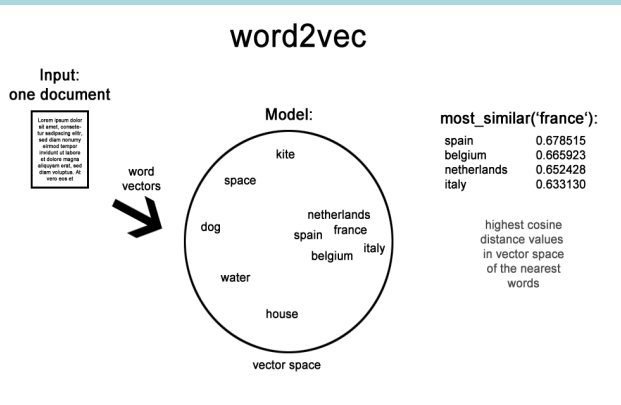 word2vec
Input:
one document
Lorem ipsum dolor
sit amet, consete-
tur sadipscing elitr,
sed diam nonumy
eirmod tempor
invidunt ut labore
et dolore magna
aliquyam erat, sed
diam voluptua. At
vero eos et
word
vectors
Model:
kite
space
dog
netherlands
spain france
italy
belgium
water
house
vector space
most_similar('france'):
spain 0.678515
belgium 0.665923
netherlands 0.652428
italy 0.633130
highest cosine
distance values
in vector space
of the nearest
words